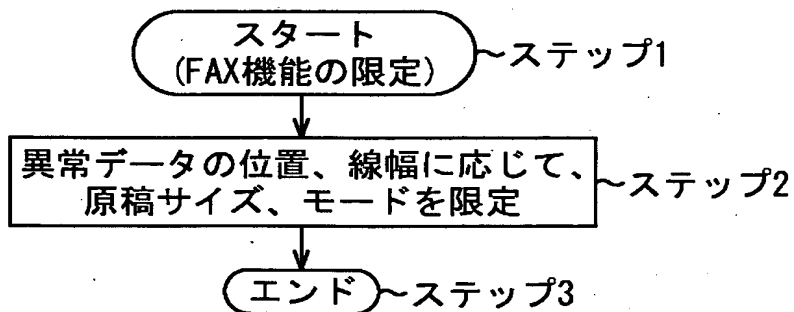 スタート
(FAX機能の限定)
〜ステップ1
異常データの位置、線幅に応じて、
原稿サイズ、モードを限定
〜ステップ2
エンド
〜ステップ3